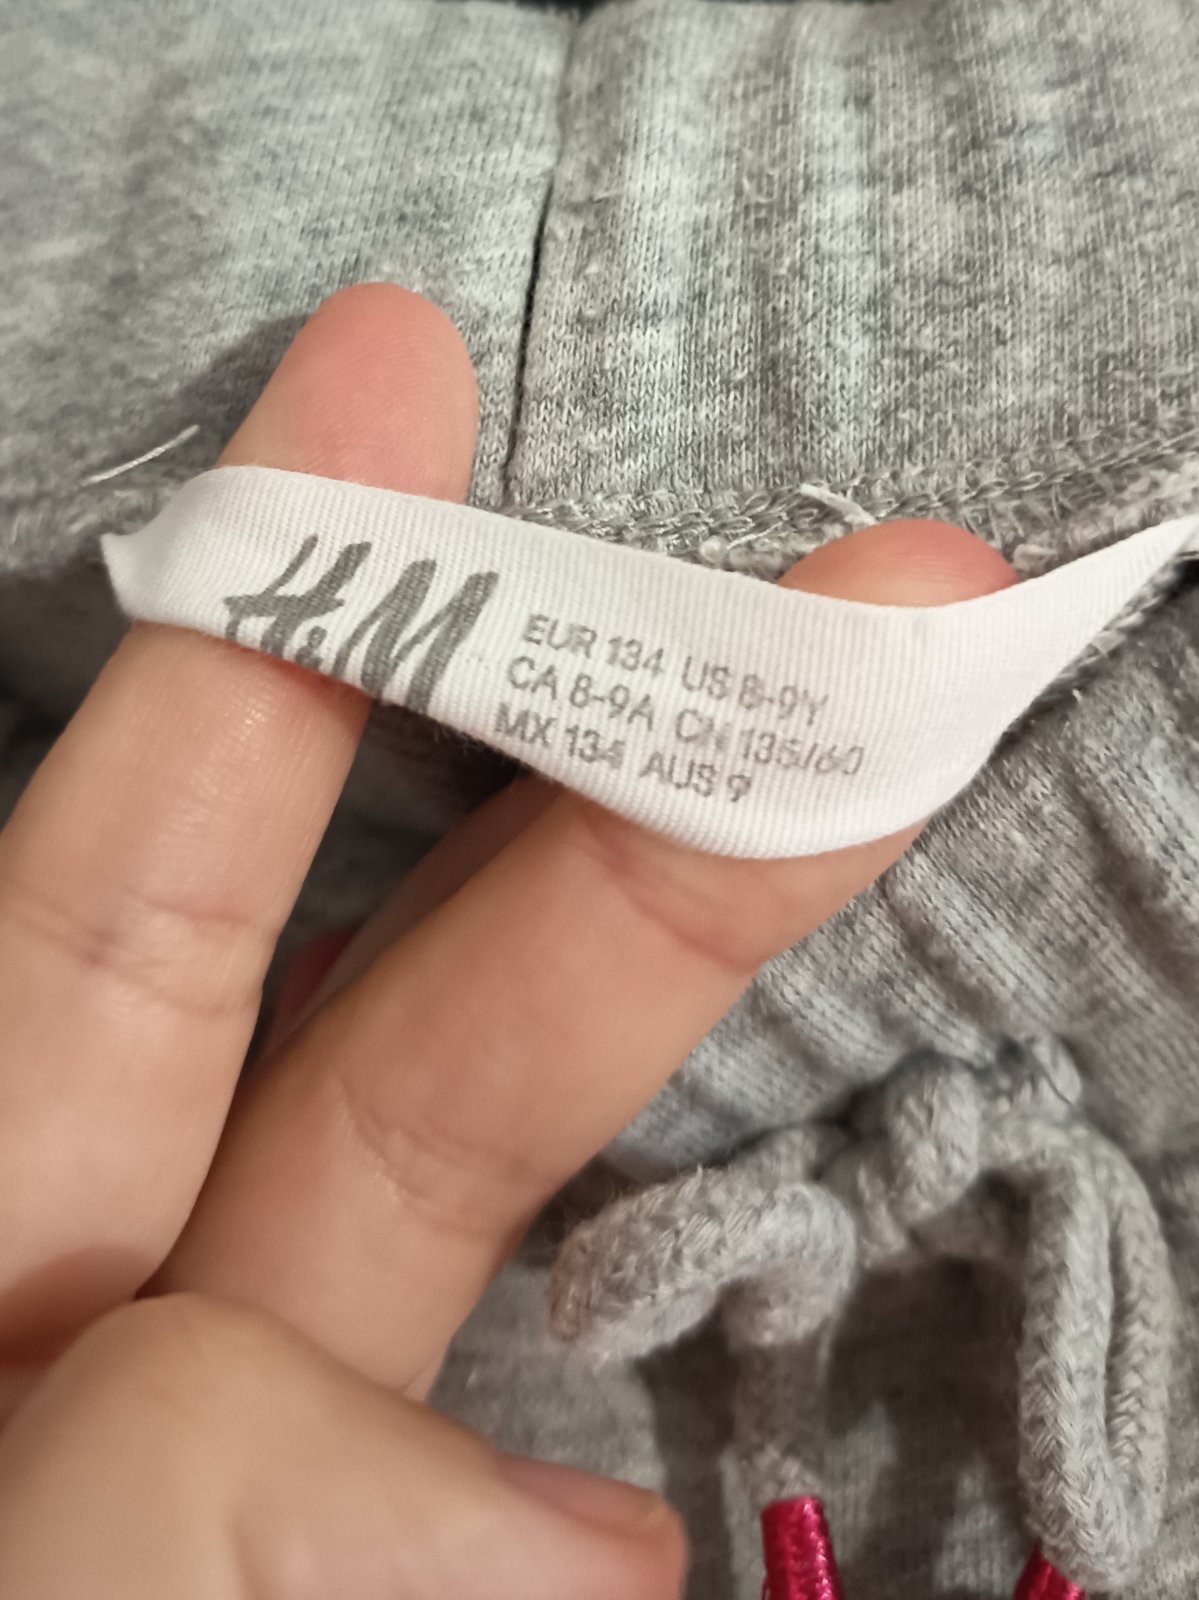 H&M
EUR 134 US 8-9Y
CA 8-9A CN 135/60
MX 134 AUS 9